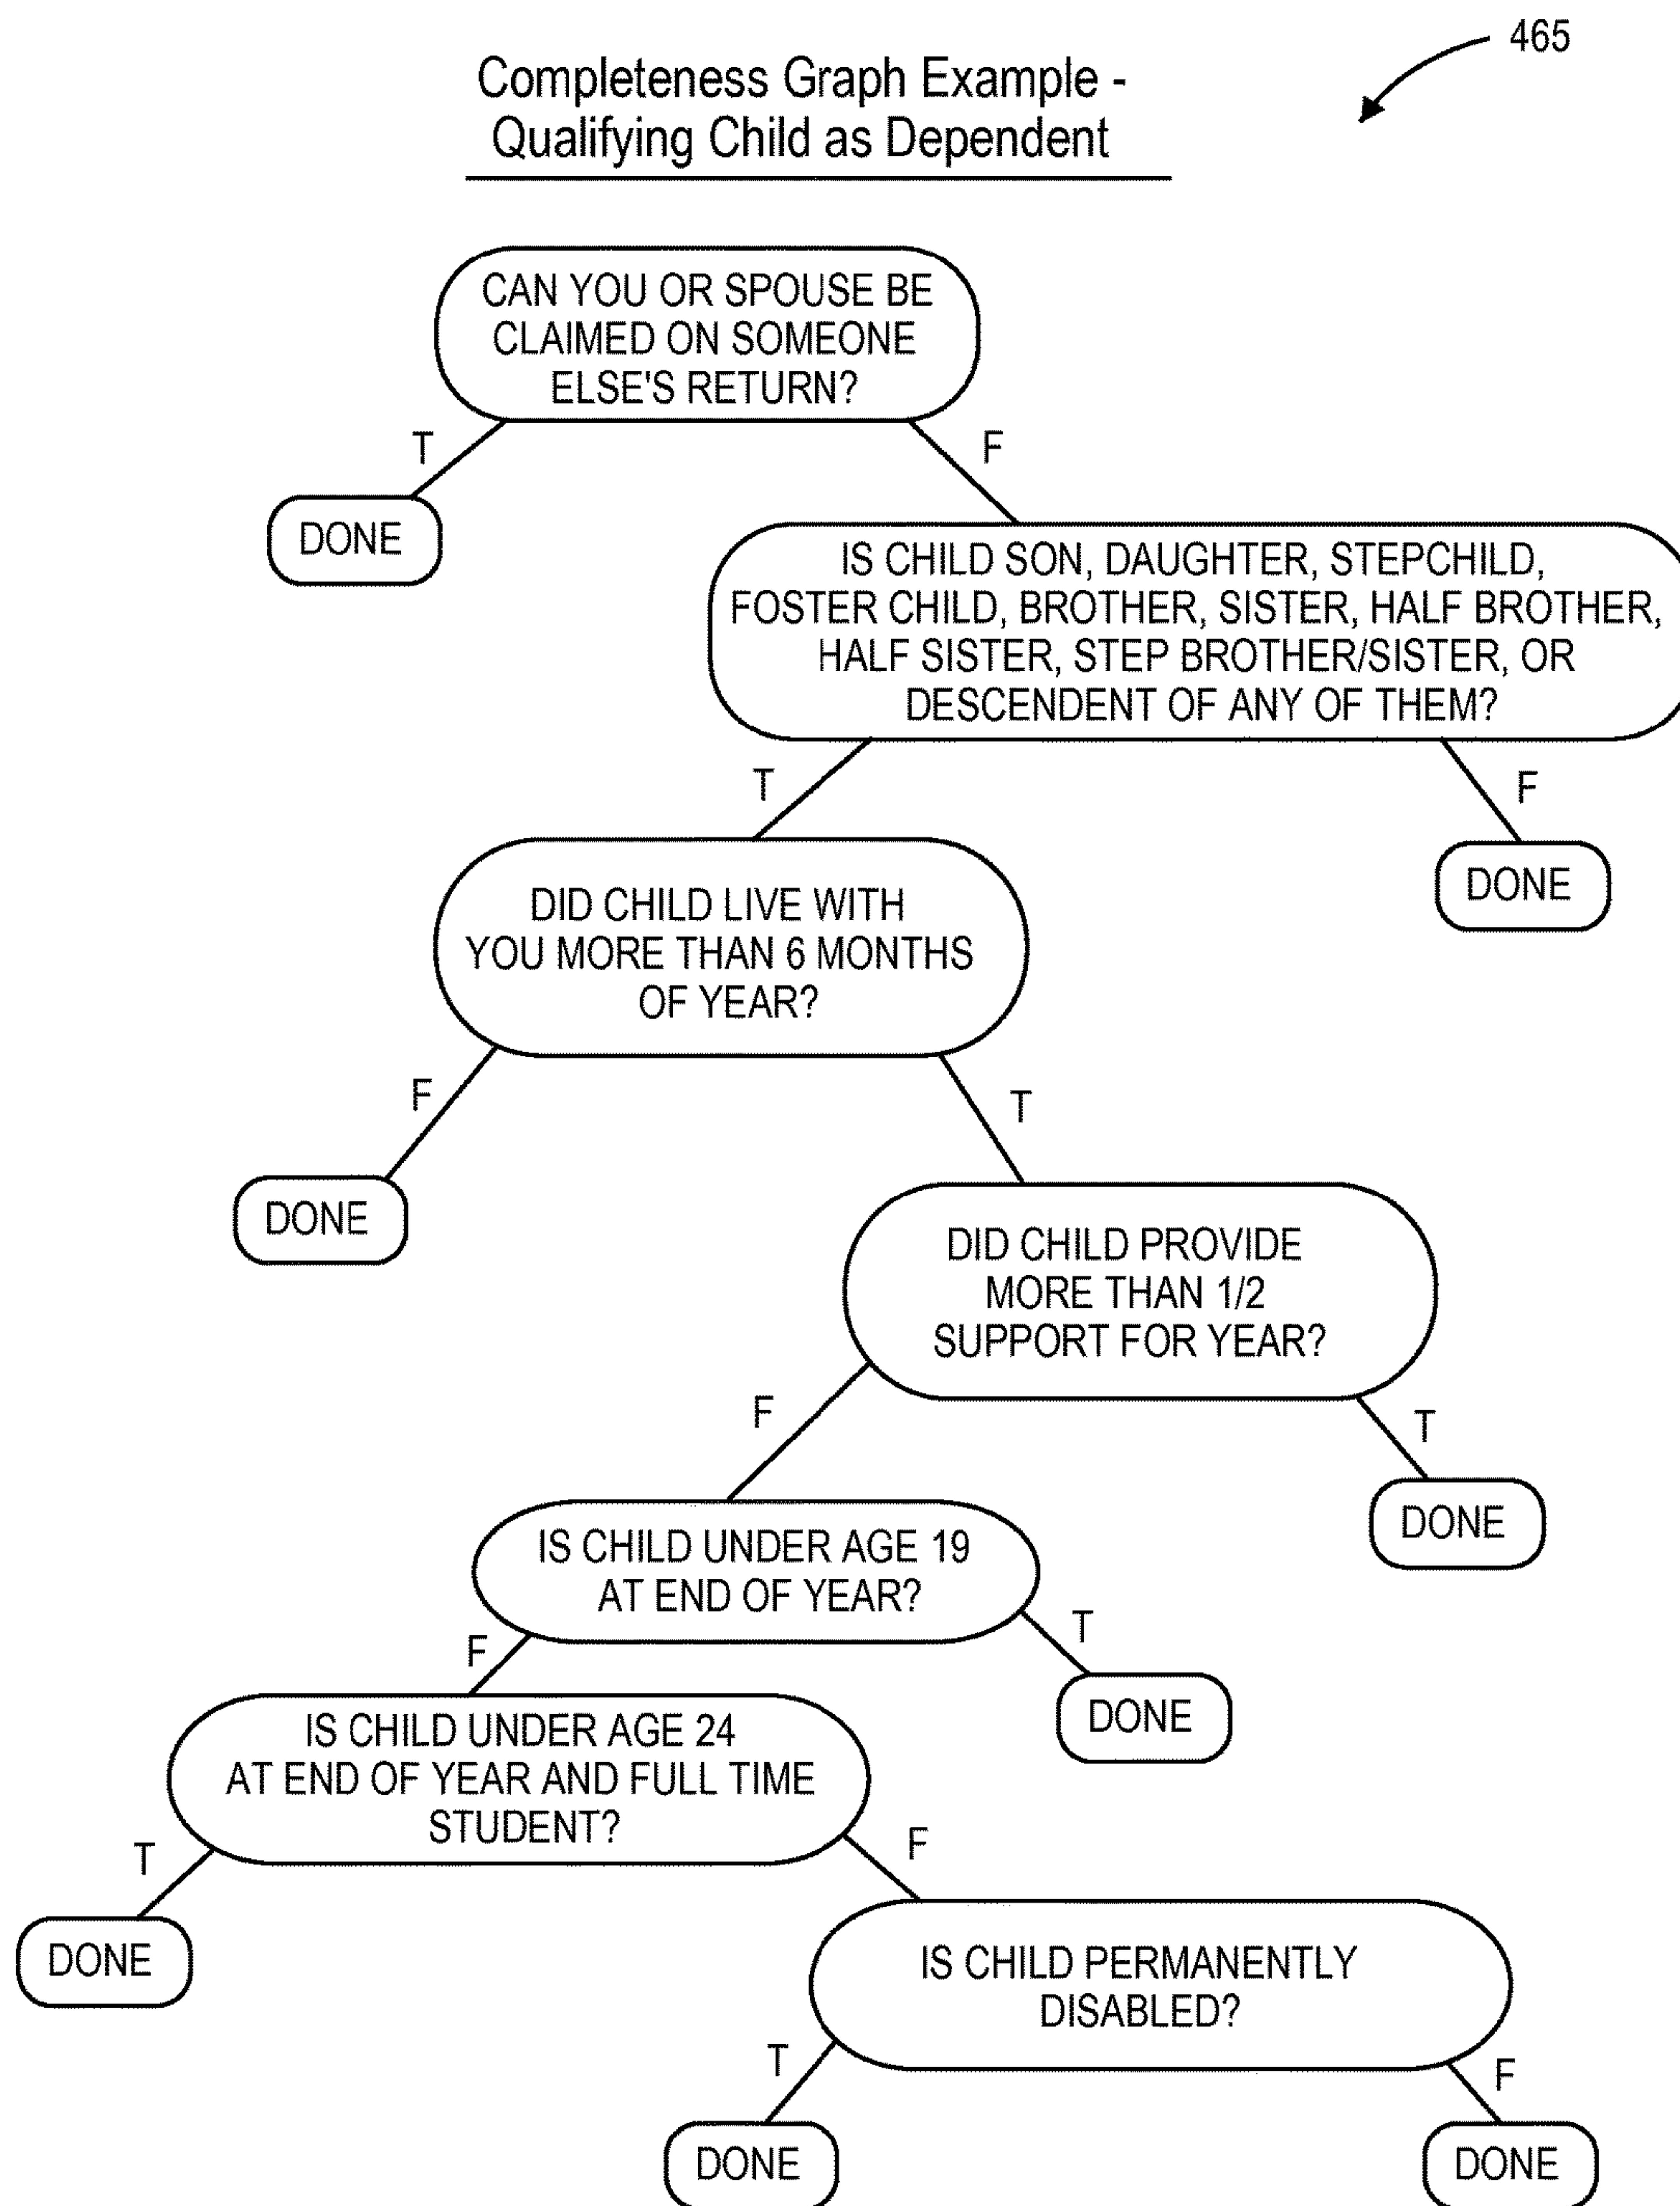 465
Completeness Graph Example -
Qualifying Child as Dependent
CAN YOU OR SPOUSE BE
CLAIMED ON SOMEONE
ELSE'S RETURN?
T
F
DONE
IS CHILD SON, DAUGHTER, STEPCHILD,
FOSTER CHILD, BROTHER, SISTER, HALF BROTHER,
HALF SISTER, STEP BROTHER/SISTER, OR
DESCENDENT OF ANY OF THEM?
T
F
DONE
DID CHILD LIVE WITH
YOU MORE THAN 6 MONTHS
OF YEAR?
F
T
DONE
DID CHILD PROVIDE
MORE THAN 1/2
SUPPORT FOR YEAR?
F
T
DONE
IS CHILD UNDER AGE 19
AT END OF YEAR?
F
T
DONE
IS CHILD UNDER AGE 24
AT END OF YEAR AND FULL TIME
STUDENT?
T
F
DONE
IS CHILD PERMANENTLY
DISABLED?
T
F
DONE
DONE